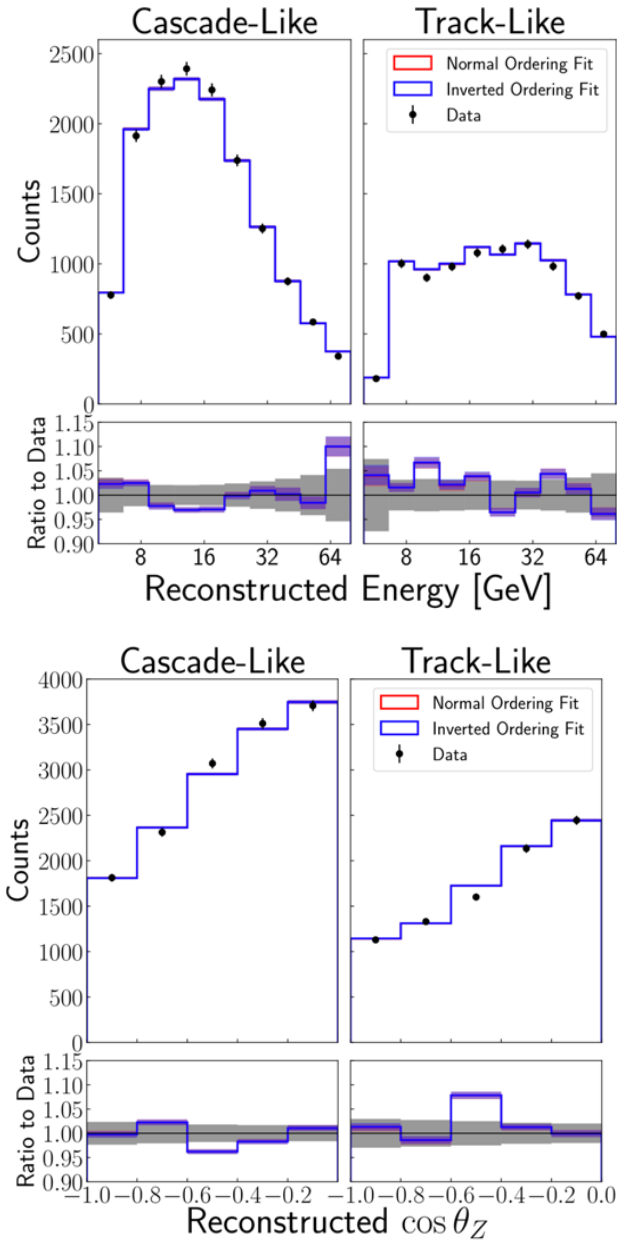 Cascade-Like Track-Like
Normal Ordering Fit
Inverted Ordering Fit
Data
2500
2000
1500
1000
500
0
Counts
1.15
1.10
1.05
1.00
0.95
0.90
Ratio to Data
8 16 32 64 8 16 32 64
Reconstructed Energy [GeV]
Cascade-Like Track-Like
Normal Ordering Fit
Inverted Ordering Fit
Data
4000
3500
3000
2500
2000
1500
1000
500
0
Counts
1.15
1.10
1.05
1.00
0.95
0.90
Ratio to Data
−1.0 −0.8 −0.6 −0.4 −0.2 −1.0 −0.8 −0.6 −0.4 −0.2 0.0
Reconstructed cos θ_Z